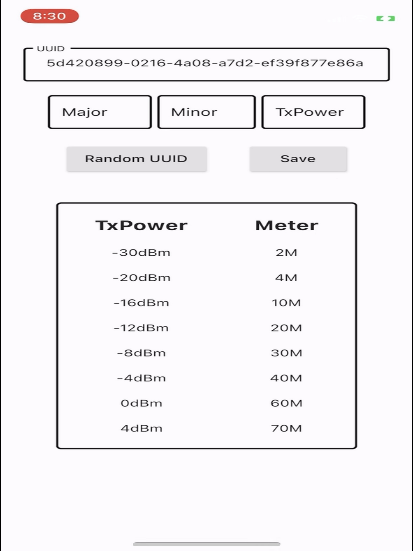 8:30
UUID
5d420899-0216-4a08-a7d2-ef39f877e86a
Major Minor TxPower
Random UUID Save
TxPower Meter
-30dBm 2M
-20dBm 4M
-16dBm 10M
-12dBm 20M
-8dBm 30M
-4dBm 40M
0dBm 60M
4dBm 70M